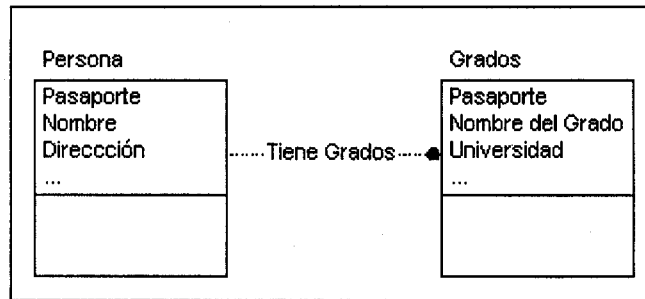 Persona
Pasaporte
Nombre
Direccción
...
Tiene Grados
Grados
Pasaporte
Nombre del Grado
Universidad
...